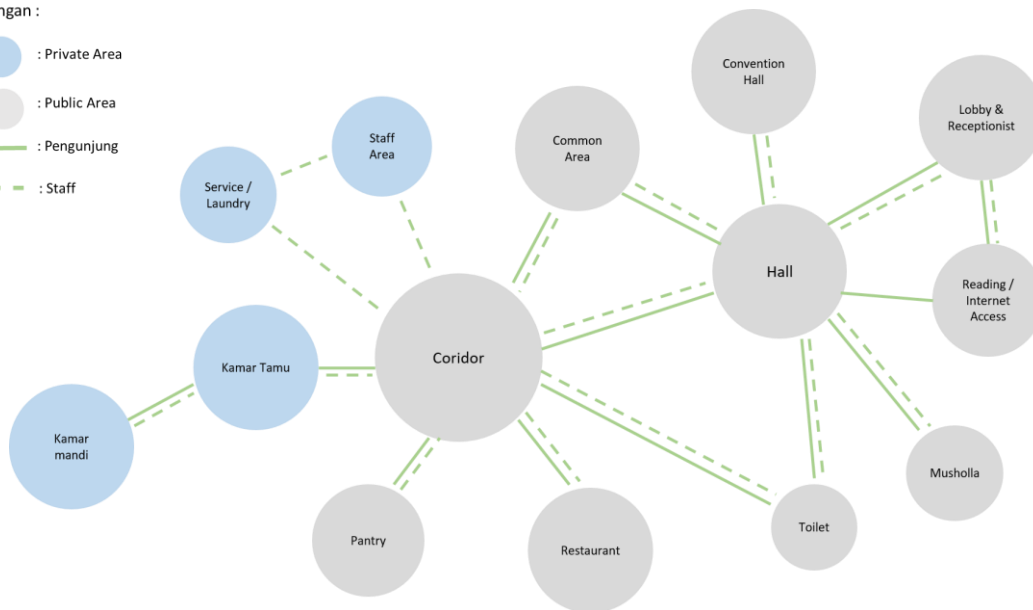 ngan :
: Private Area
: Public Area
: Pengunjung
: Staff
Convention
Hall
Lobby &
Receptionist
Staff
Area
Common
Area
Service /
Laundry
Hall
Reading /
Internet
Access
Coridor
Kamar Tamu
Kamar
mandi
Musholla
Pantry
Restaurant
Toilet